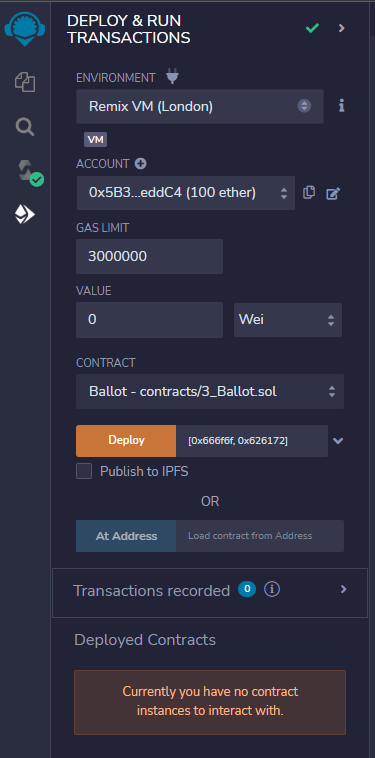 DEPLOY & RUN
TRANSACTIONS
ENVIRONMENT
Remix VM (London)
VM
ACCOUNT
0x5B3...eddC4 (100 ether)
GAS LIMIT
3000000
VALUE
0
Wei
CONTRACT
Ballot - contracts/3_Ballot.sol
Deploy
[0x666f6f, 0x626172]
Publish to IPFS
OR
At Address
Load contract from Address
Transactions recorded 0
Deployed Contracts
Currently you have no contract
instances to interact with.